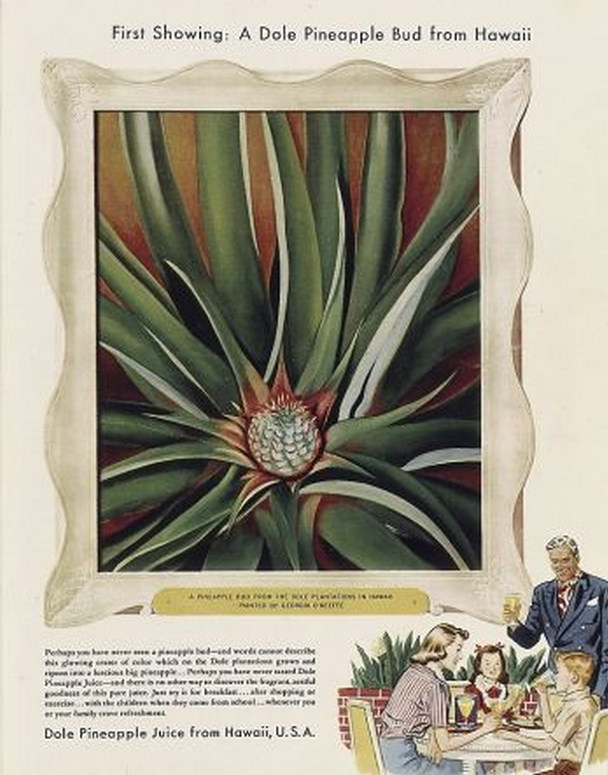 First Showing: A Dole Pineapple Bud from Hawaii
A PINEAPPLE BUD FROM THE DOLE PLANTATIONS IN HAWAII
PAINTED BY GEORGIA O'KEEFFE
Perhaps you have never seen a pineapple bud—and words cannot describe
this glowing crater of color which on the Dole plantations grows and
ripens into a luscious big pineapple... Perhaps you have never tasted Dole
Pineapple Juice—and there is no other way to discover the fragrant, zestful
goodness of this pure juice. Just try it for breakfast... after shopping or
exercise... with the children when they come from school... whenever you
or your family crave refreshment.
Dole Pineapple Juice from Hawaii, U.S.A.